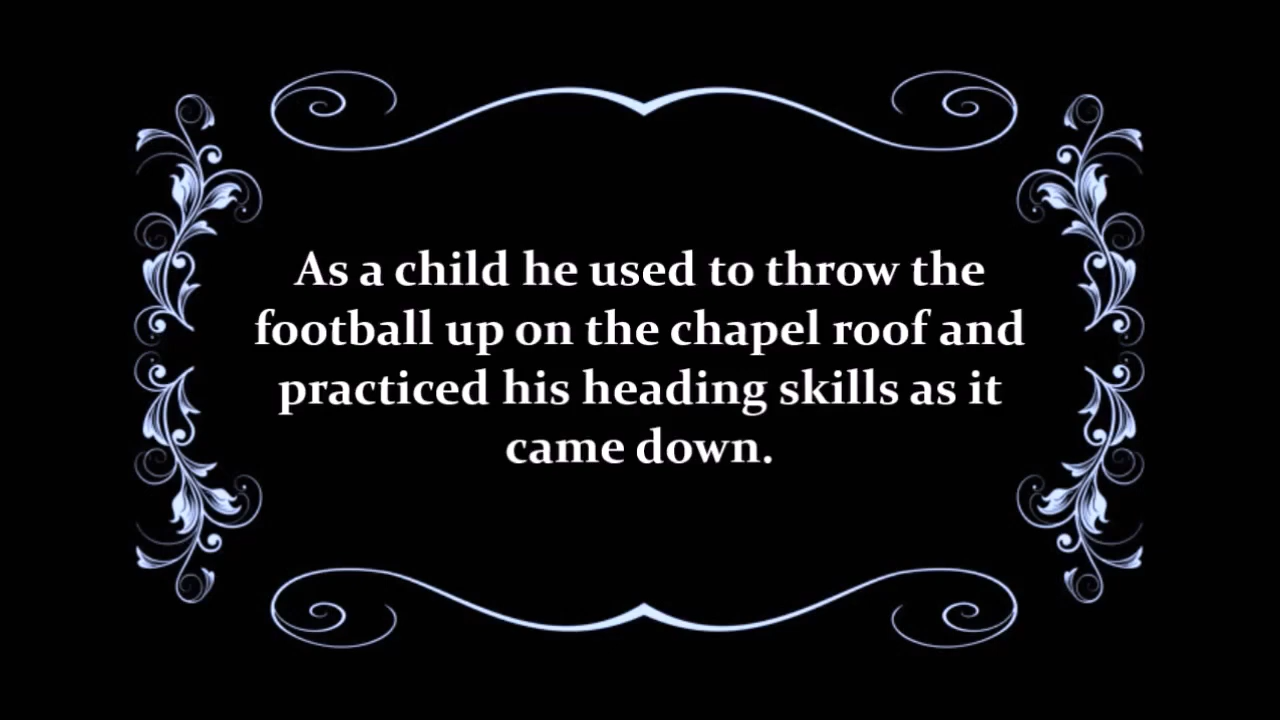 As a child he used to throw the
football up on the chapel roof and
practiced his heading skills as it
came down.